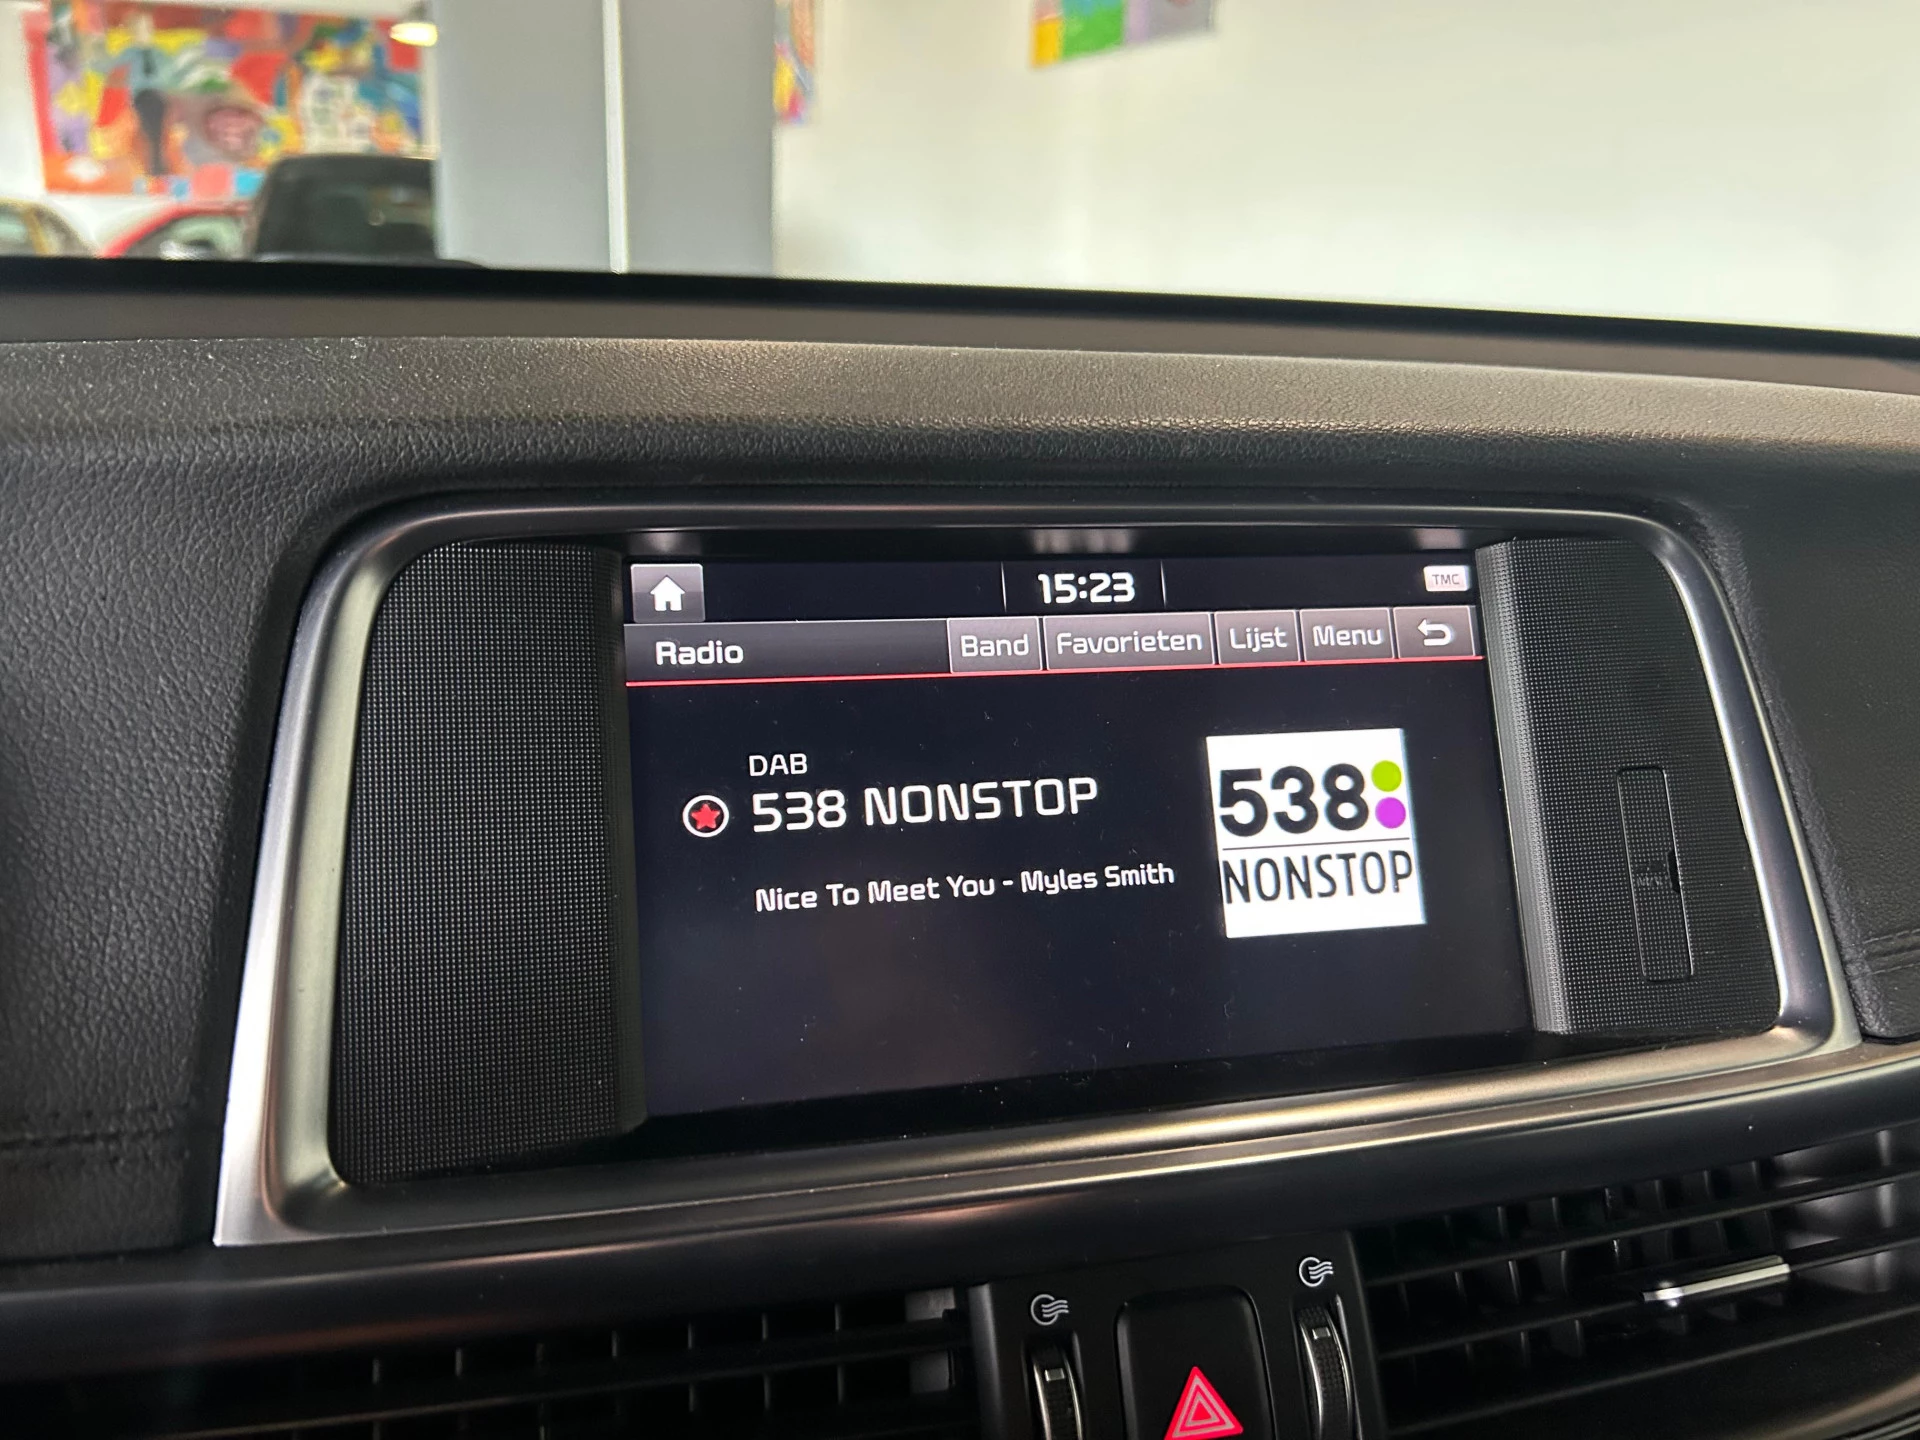 15:23
TMC
Radio
Band
Favorieten
Lijst
Menu
DAB
538 NONSTOP
Nice To Meet You - Myles Smith
538
NONSTOP